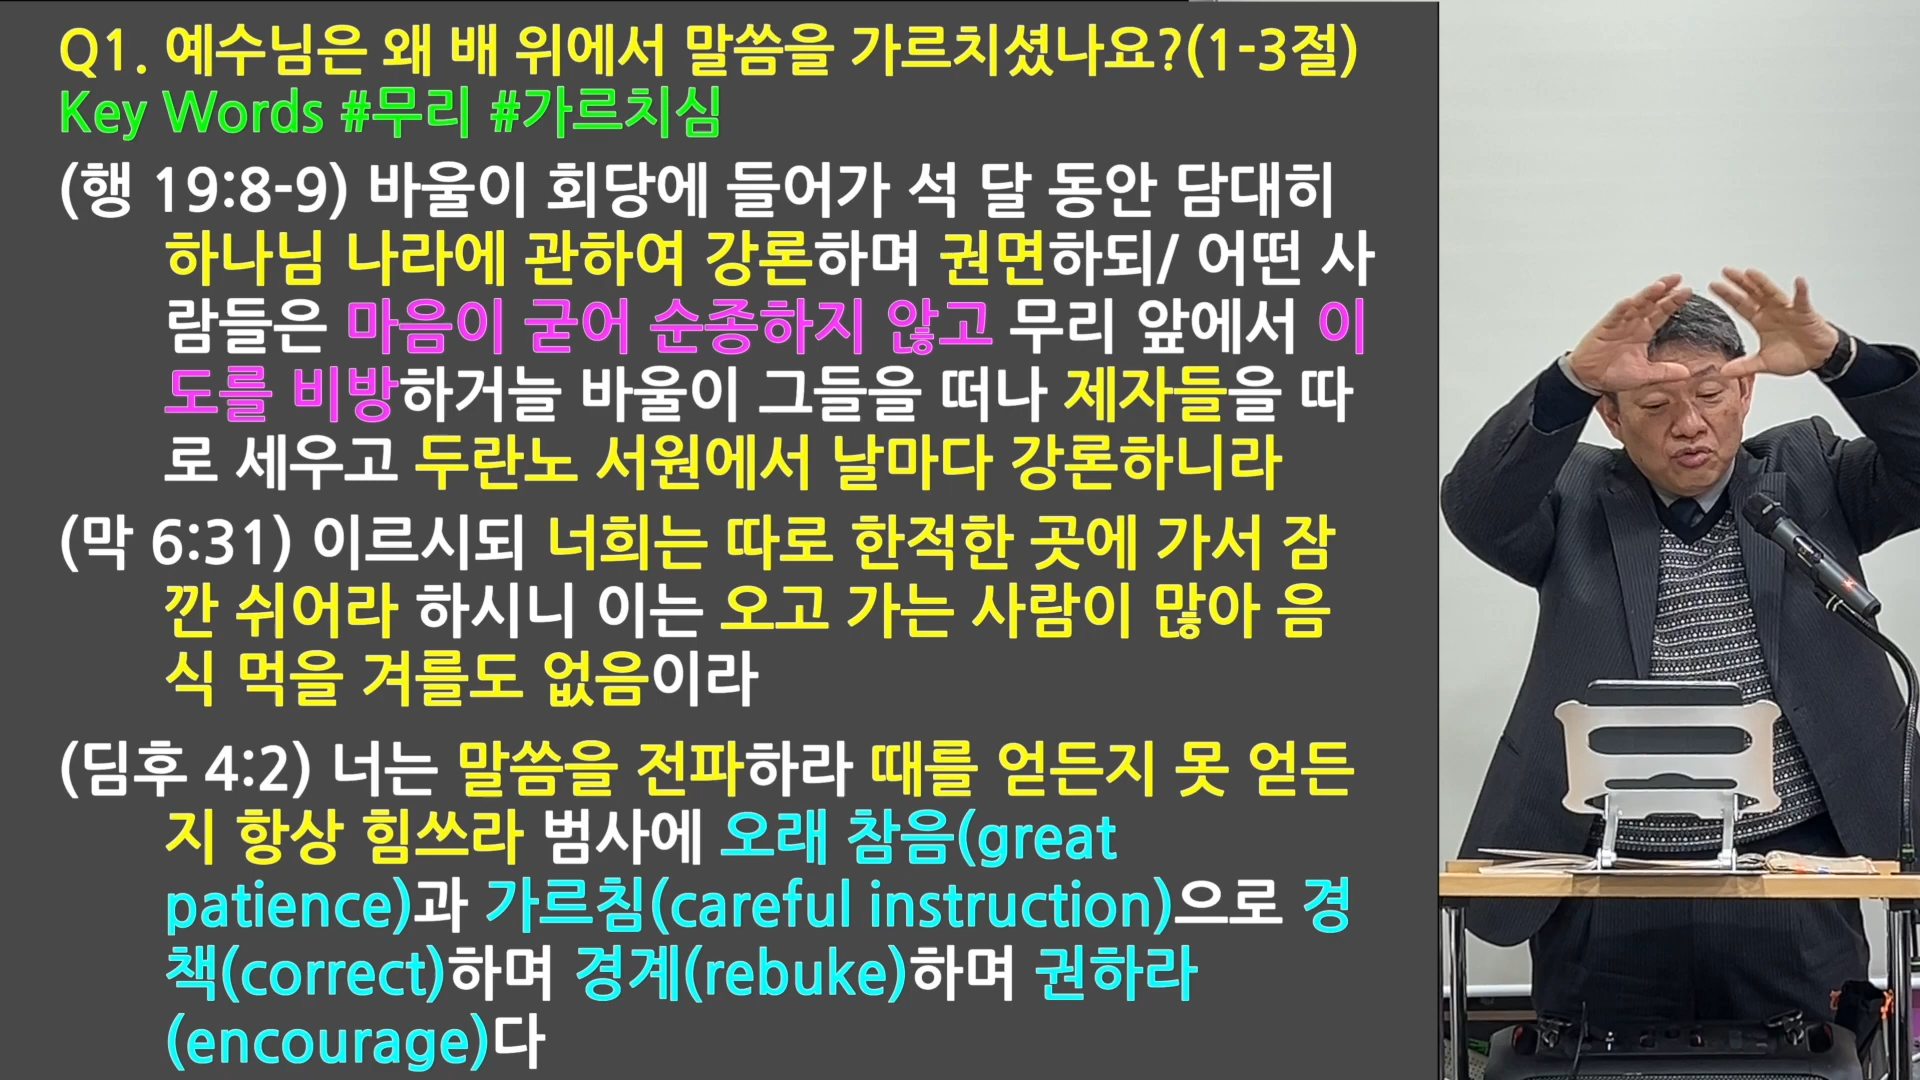 Q1. 예수님은 왜 배 위에서 말씀을 가르치셨나요?(1-3절)
Key Words #무리 #가르치심
(행 19:8-9) 바울이 회당에 들어가 석 달 동안 담대히
하나님 나라에 관하여 강론하며 권면하되/ 어떤 사
람들은 마음이 굳어 순종하지 않고 무리 앞에서 이
도를 비방하거늘 바울이 그들을 떠나 제자들을 따
로 세우고 두란노 서원에서 날마다 강론하니라
(막 6:31) 이르시되 너희는 따로 한적한 곳에 가서 잠
깐 쉬어라 하시니 이는 오고 가는 사람이 많아 음
식 먹을 겨를도 없음이라
(딤후 4:2) 너는 말씀을 전파하라 때를 얻든지 못 얻든
지 항상 힘쓰라 범사에 오래 참음(great
patience)과 가르침(careful instruction)으로 경
책(correct)하며 경계(rebuke)하며 권하라
(encourage)다